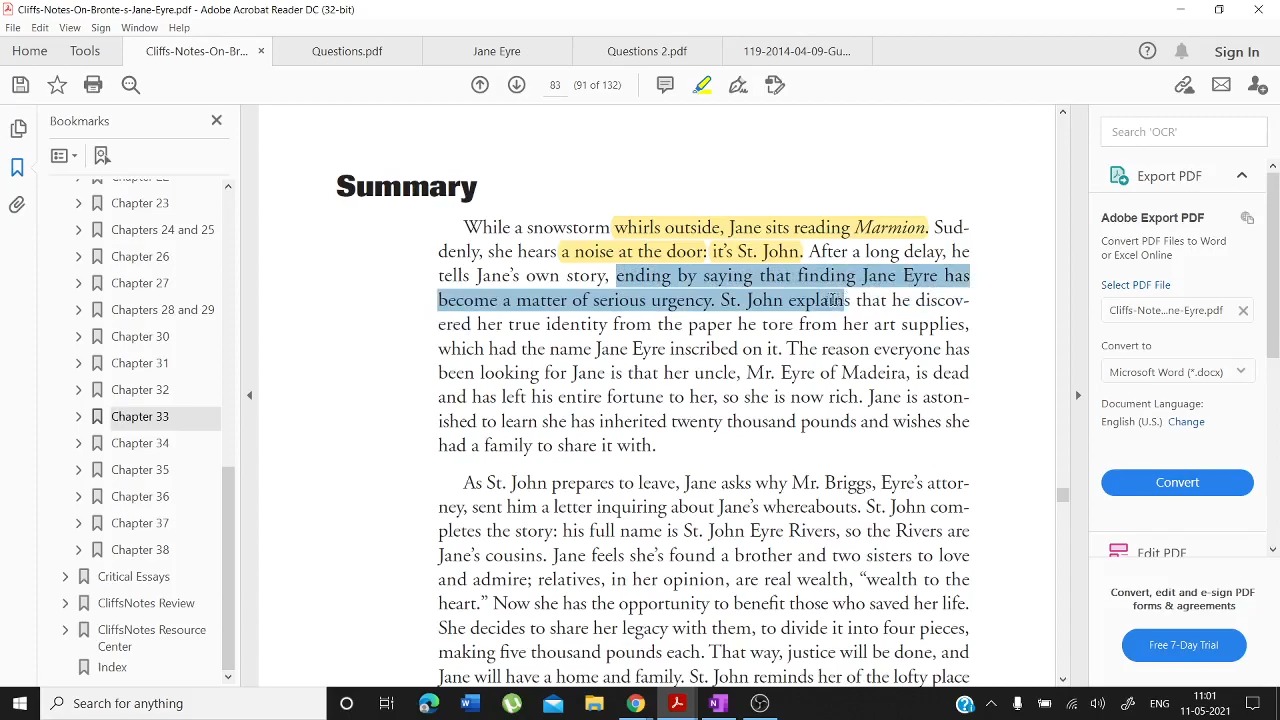 Cliffs-Notes-On-Bronte-s-Jane-Eyre.pdf - Adobe Acrobat Reader DC (32-bit)
File Edit View Sign Window Help
Home Tools Cliffs-Notes-On-Br... × Questions.pdf Jane Eyre Questions 2.pdf 119-2014-04-09-Gu... Sign In
83 (91 of 132)
Bookmarks
Chapter 22
Chapter 23
Chapters 24 and 25
Chapter 26
Chapter 27
Chapters 28 and 29
Chapter 30
Chapter 31
Chapter 32
Chapter 33
Chapter 34
Chapter 35
Chapter 36
Chapter 37
Chapter 38
Critical Essays
CliffsNotes Review
CliffsNotes Resource
Center
Index
Summary
While a snowstorm whirls outside, Jane sits reading Marmion. Sud-
denly, she hears a noise at the door: it's St. John. After a long delay, he
tells Jane's own story, ending by saying that finding Jane Eyre has
become a matter of serious urgency. St. John explains that he discov-
ered her true identity from the paper he tore from her art supplies,
which had the name Jane Eyre inscribed on it. The reason everyone has
been looking for Jane is that her uncle, Mr. Eyre of Madeira, is dead
and has left his entire fortune to her, so she is now rich. Jane is aston-
ished to learn she has inherited twenty thousand pounds and wishes she
had a family to share it with.
As St. John prepares to leave, Jane asks why Mr. Briggs, Eyre's attor-
ney, sent him a letter inquiring about Jane's whereabouts. St. John com-
pletes the story: his full name is St. John Eyre Rivers, so the Rivers are
Jane's cousins. Jane feels she's found a brother and two sisters to love
and admire; relatives, in her opinion, are real wealth, "wealth to the
heart." Now she has the opportunity to benefit those who saved her life.
She decides to share her legacy with them, to divide it into four pieces,
making five thousand pounds each. That way, justice will be done, and
Jane will have a home and family. St. John reminds her of the lofty place
Search 'OCR'
Export PDF
Adobe Export PDF
Convert PDF Files to Word
or Excel Online
Select PDF File
Cliffs-Note...ne-Eyre.pdf
Convert to
Microsoft Word (*.docx)
Document Language:
English (U.S.) Change
Convert
Edit PDF
Convert, edit and e-sign PDF
forms & agreements
Free 7-Day Trial
Search for anything
ENG
11:01
11-05-2021